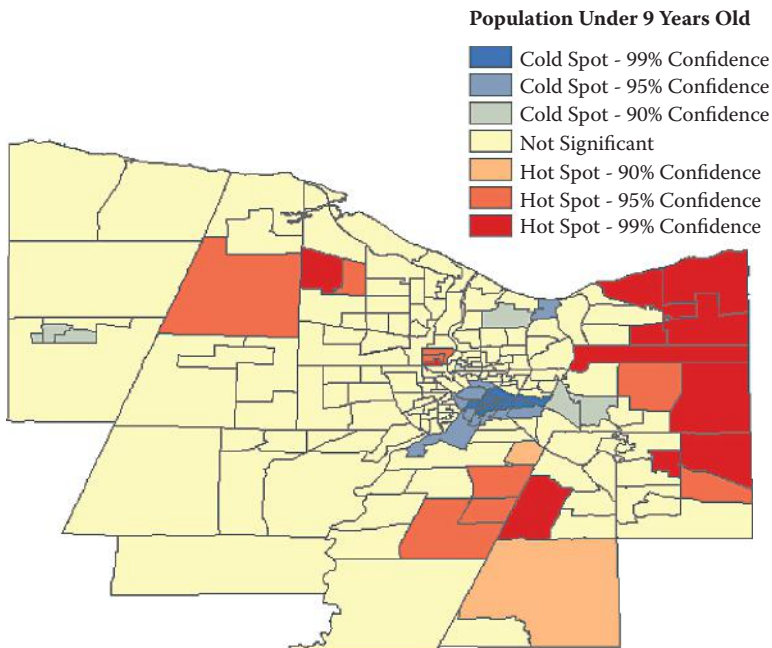 Population Under 9 Years Old
Cold Spot - 99% Confidence
Cold Spot - 95% Confidence
Cold Spot - 90% Confidence
Not Significant
Hot Spot - 90% Confidence
Hot Spot - 95% Confidence
Hot Spot - 99% Confidence